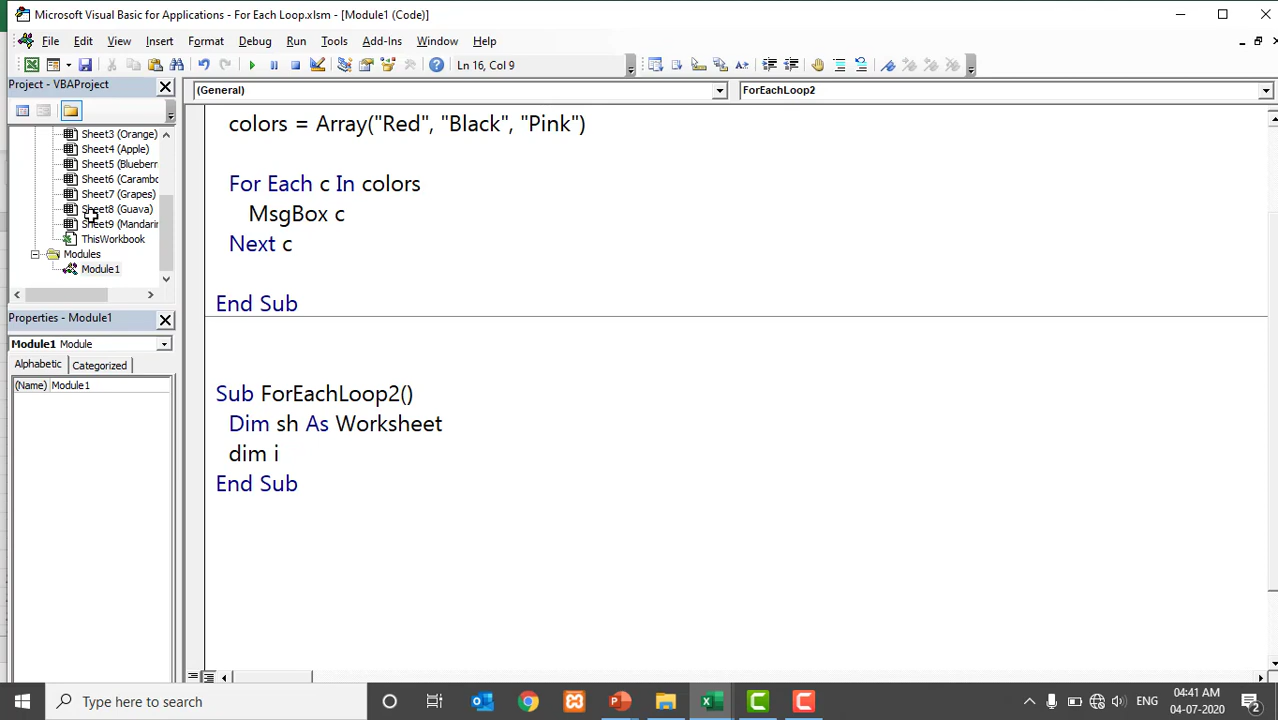 Microsoft Visual Basic for Applications - For Each Loop.xlsm - [Module1 (Code)]
File Edit View Insert Format Debug Run Tools Add-Ins Window Help
Ln 16, Col 9
Project - VBAProject
(General)
ForEachLoop2
Sheet3 (Orange)
Sheet4 (Apple)
Sheet5 (Blueberr
Sheet6 (Carambo
Sheet7 (Grapes)
Sheet8 (Guava)
Sheet9 (Mandarin
ThisWorkbook
Modules
Module1
Properties - Module1
Module1 Module
Alphabetic Categorized
(Name) Module1
colors = Array("Red", "Black", "Pink")
For Each c In colors
MsgBox c
Next c
End Sub
Sub ForEachLoop2()
Dim sh As Worksheet
dim i
End Sub
Type here to search
ENG
04:41 AM
04-07-2020
2